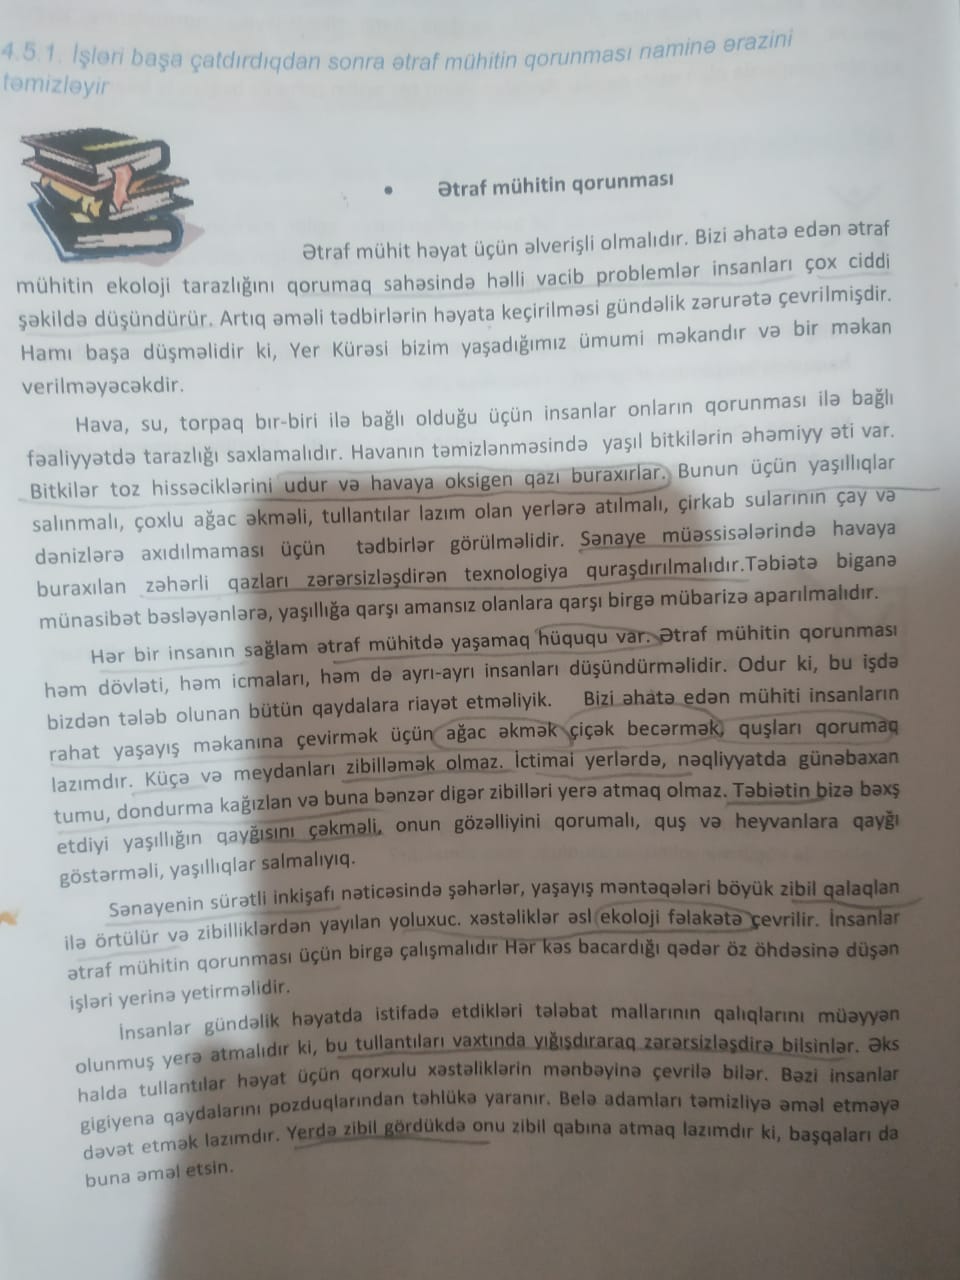 4.5.1. İşləri başa çatdırdıqdan sonra ətraf mühitin qorunması naminə ərazini
təmizləyir
• Ətraf mühitin qorunması
Ətraf mühit həyat üçün əlverişli olmalıdır. Bizi əhatə edən ətraf
mühitin ekoloji tarazlığını qorumaq sahəsində həlli vacib problemlər insanları çox ciddi
şəkildə düşündürür. Artıq əməli tədbirlərin həyata keçirilməsi gündəlik zərurətə çevrilmişdir.
Hamı başa düşməlidir ki, Yer Kürəsi bizim yaşadığımız ümumi məkandır və bir məkan
verilməyəcəkdir.
Hava, su, torpaq bır-biri ilə bağlı olduğu üçün insanlar onların qorunması ilə bağlı
fəaliyyətdə tarazlığı saxlamalıdır. Havanın təmizlənməsində yaşıl bitkilərin əhəmiyy əti var.
Bitkilər toz hissəciklərini udur və havaya oksigen qazı buraxırlar. Bunun üçün yaşıllıqlar
salınmalı, çoxlu ağac əkməli, tullantılar lazım olan yerlərə atılmalı, çirkab sularının çay və
dənizlərə axıdılmaması üçün tədbirlər görülməlidir. Sənaye müəssisələrində havaya
buraxılan zəhərli qazları zərərsizləşdirən texnologiya quraşdırılmalıdır.Təbiətə biganə
münasibət bəsləyənlərə, yaşıllığa qarşı amansız olanlara qarşı birgə mübarizə aparılmalıdır.
Hər bir insanın sağlam ətraf mühitdə yaşamaq hüququ var. Ətraf mühitin qorunması
həm dövləti, həm icmaları, həm də ayrı-ayrı insanları düşündürməlidir. Odur ki, bu işdə
bizdən tələb olunan bütün qaydalara riayət etməliyik. Bizi əhatə edən mühiti insanların
rahat yaşayış məkanına çevirmək üçün ağac əkmək çiçək becərmək, quşları qorumaq
lazımdır. Küçə və meydanları zibilləmək olmaz. İctimai yerlərdə, nəqliyyatda günəbaxan
tumu, dondurma kağızlan və buna bənzər digər zibilləri yerə atmaq olmaz. Təbiətin bizə bəxş
etdiyi yaşıllığın qayğısını çəkməli, onun gözəlliyini qorumalı, quş və heyvanlara qayğı
göstərməli, yaşıllıqlar salmalıyıq.
Sənayenin sürətli inkişafı nəticəsində şəhərlər, yaşayış məntəqələri böyük zibil qalaqlan
ilə örtülür və zibilliklərdən yayılan yoluxuc. xəstəliklər əsl ekoloji fəlakətə çevrilir. İnsanlar
ətraf mühitin qorunması üçün birgə çalışmalıdır Hər kəs bacardığı qədər öz öhdəsinə düşən
işləri yerinə yetirməlidir.
İnsanlar gündəlik həyatda istifadə etdikləri tələbat mallarının qalıqlarını müəyyən
olunmuş yerə atmalıdır ki, bu tullantıları vaxtında yığışdıraraq zərərsizləşdirə bilsinlər. Əks
halda tullantılar həyat üçün qorxulu xəstəliklərin mənbəyinə çevrilə bilər. Bəzi insanlar
gigiyena qaydalarını pozduqlarından təhlükə yaranır. Belə adamları təmizliyə əməl etməyə
dəvət etmək lazımdır. Yerdə zibil gördükdə onu zibil qabına atmaq lazımdır ki, başqaları da
buna əməl etsin.